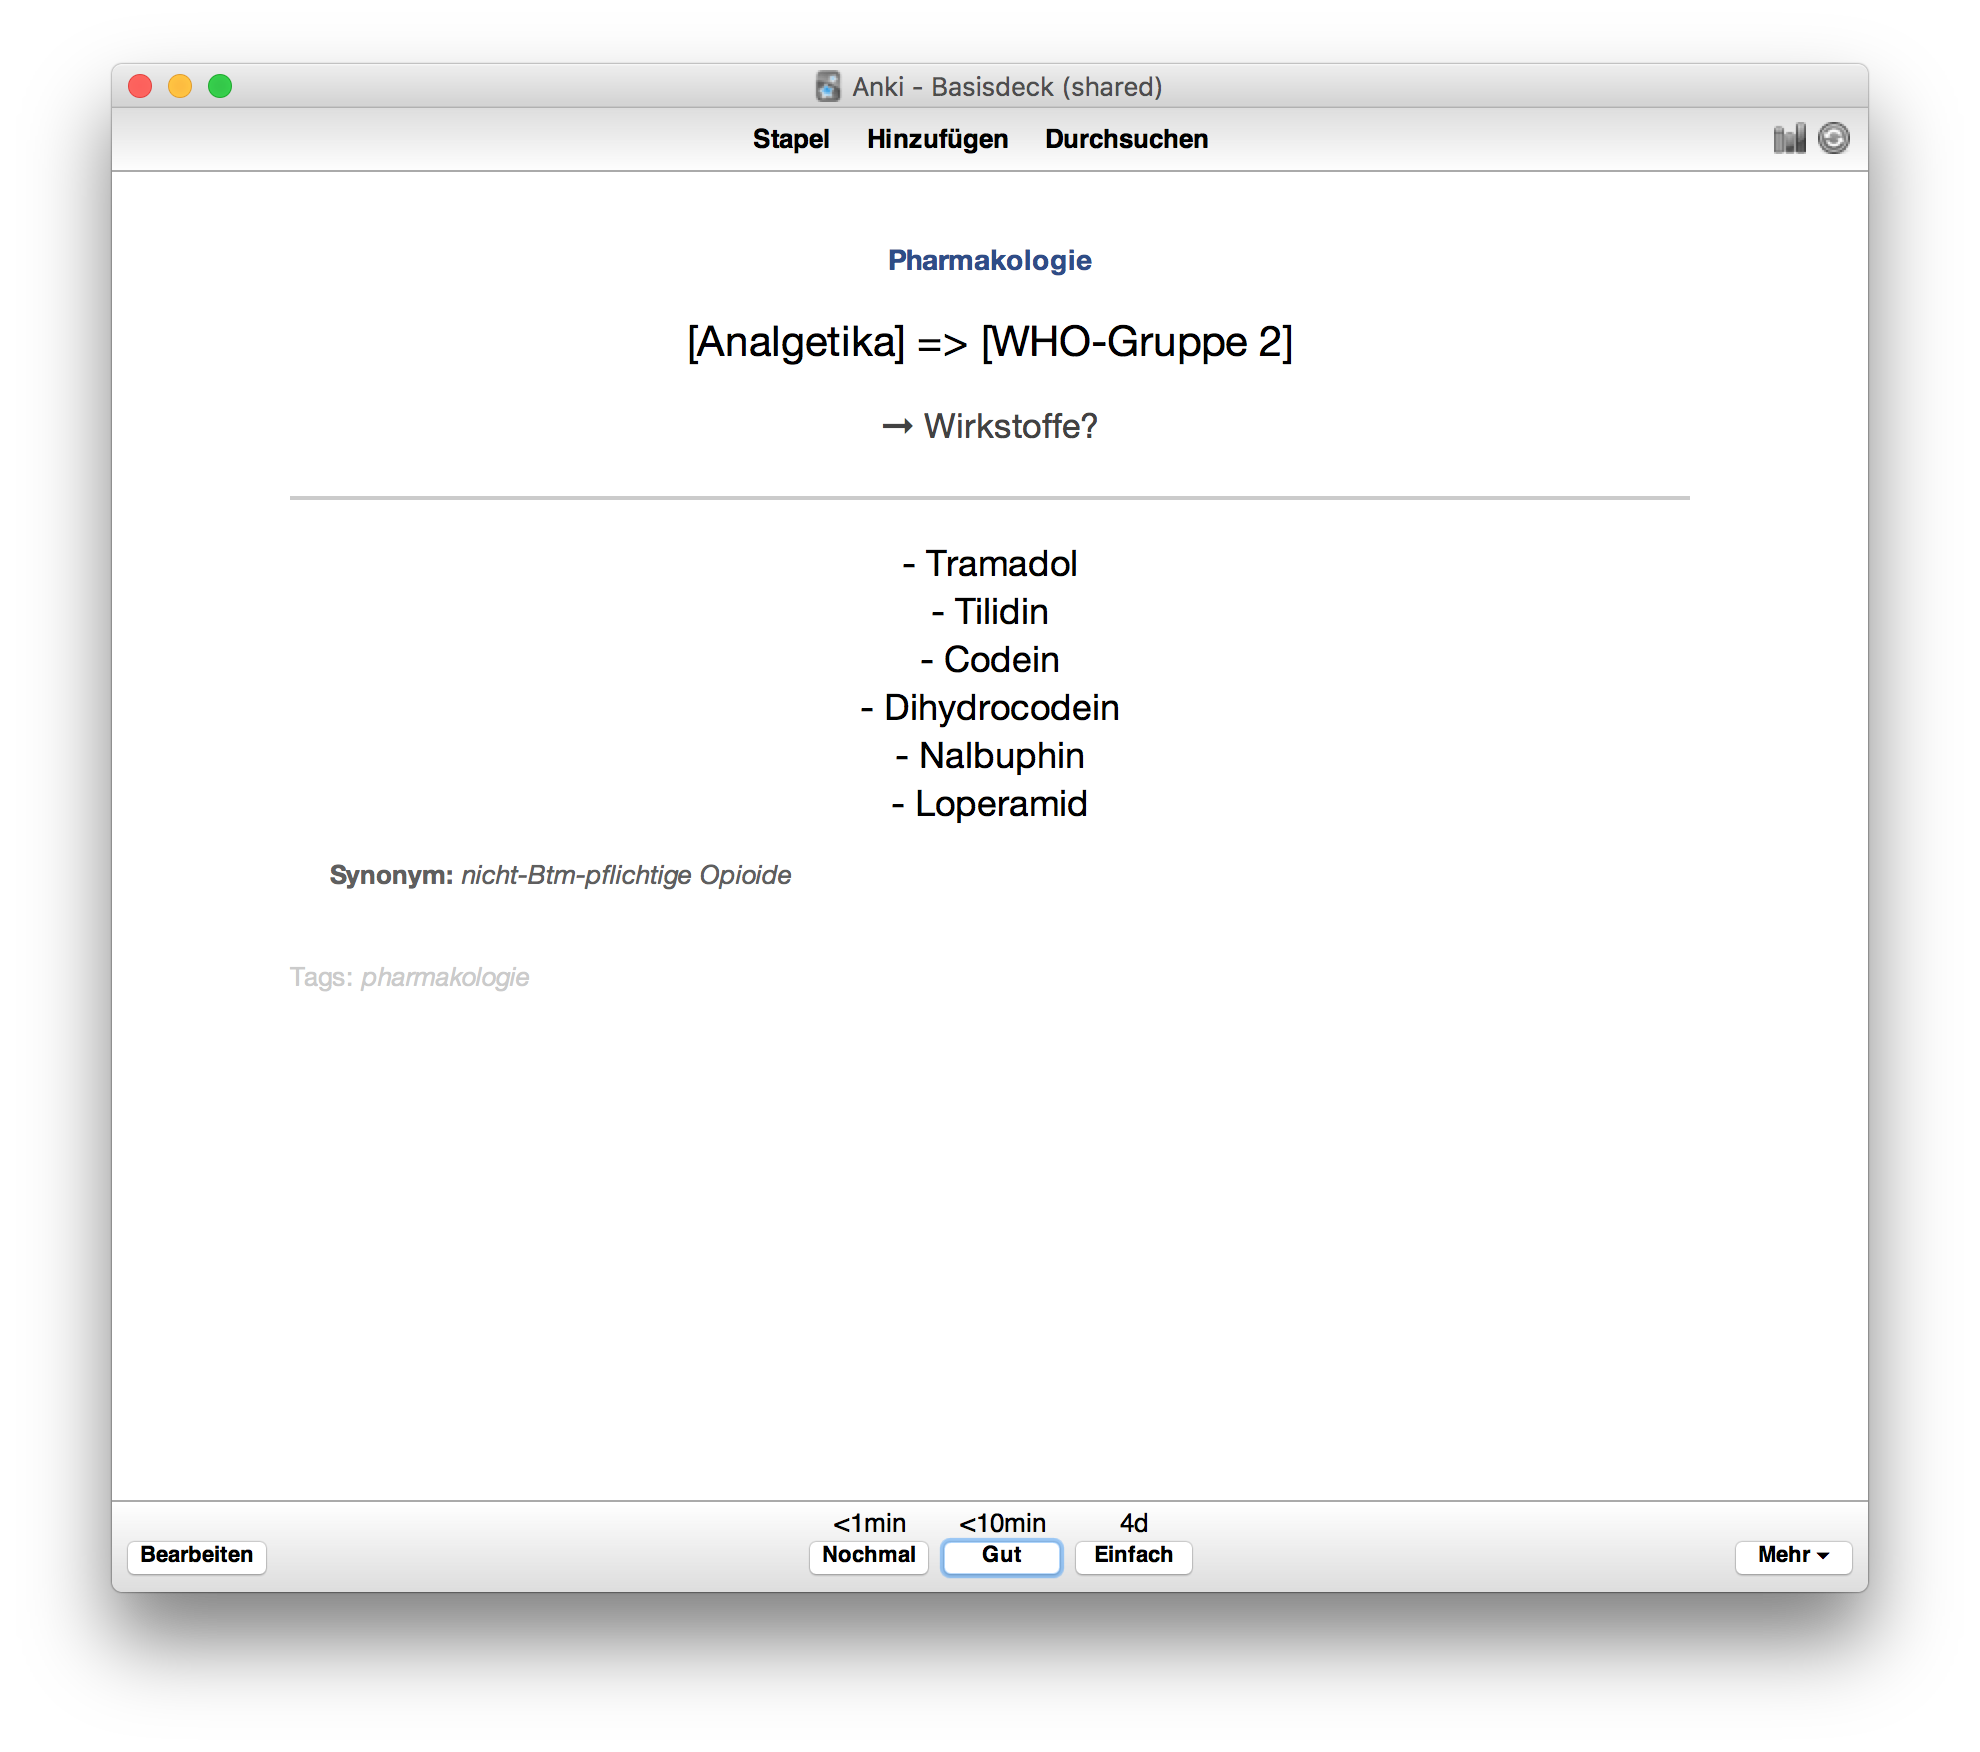 Anki - Basisdeck (shared)
Stapel Hinzufügen Durchsuchen
Pharmakologie
[Analgetika] => [WHO-Gruppe 2]
→ Wirkstoffe?
- Tramadol
- Tilidin
- Codein
- Dihydrocodein
- Nalbuphin
- Loperamid
Synonym: nicht-Btm-pflichtige Opioide
Tags: pharmakologie
<1min <10min 4d
Bearbeiten Nochmal Gut Einfach Mehr